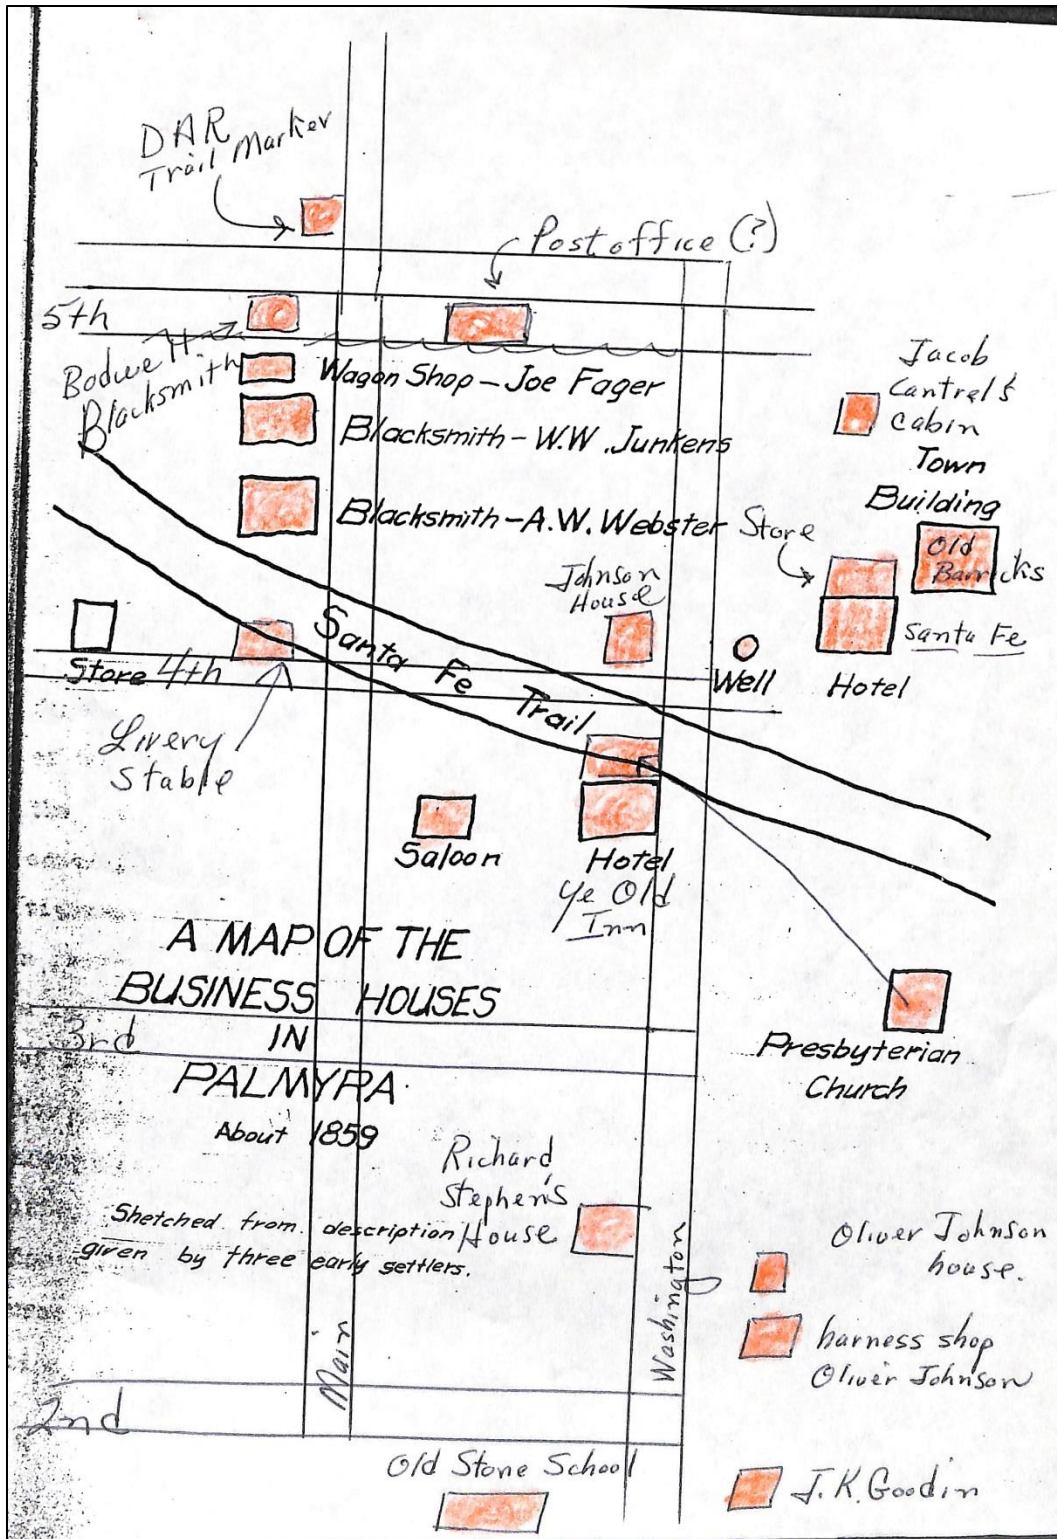 DAR
Trail Marker
Post office (?)
5th
Bodwell
Blacksmith
Wagon Shop - Joe Fager
Blacksmith - W.W. Junkens
Blacksmith - A.W. Webster
Jacob
Cantrel's
cabin
Town
Building
Old
Barricks
Store
Santa Fe
Hotel
Johnson
House
Well
Santa Fe Trail
Store
4th
Livery
Stable
Saloon
Hotel
Ye Old
Inn
A MAP OF THE
BUSINESS HOUSES
IN
PALMYRA
About 1859
3rd
Presbyterian
Church
Shetched from description
given by three early settlers.
Richard
Stephen's
House
Oliver Johnson
house.
harness shop
Oliver Johnson
Main
Washington
2nd
Old Stone School
J.K. Goodin